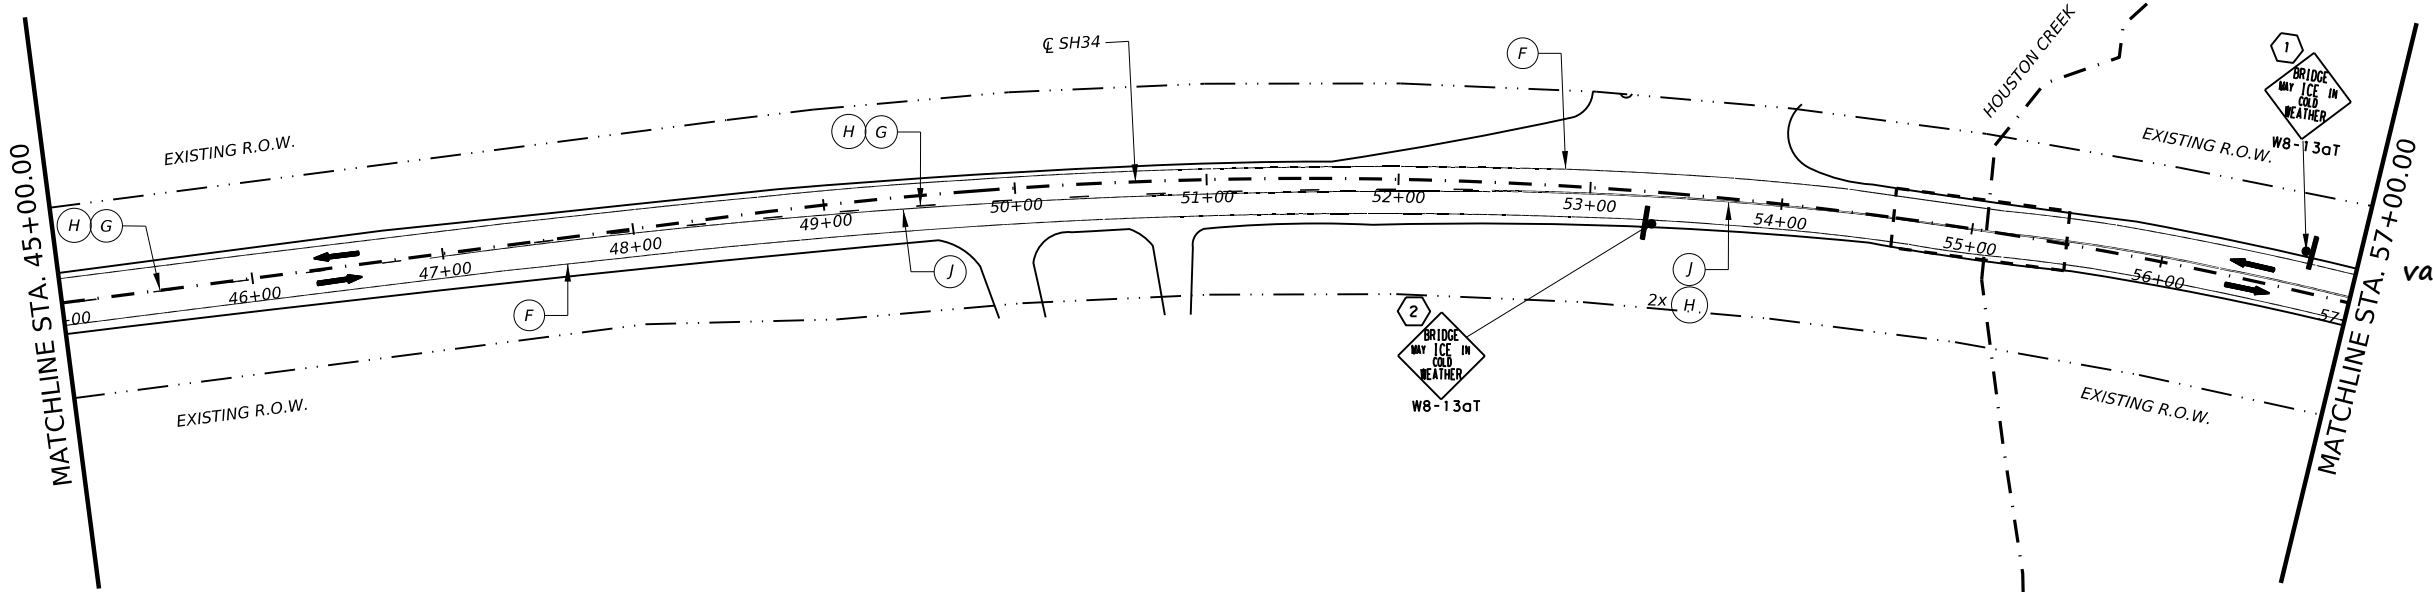 MATCHLINE STA. 45+00.00
EXISTING R.O.W.
H G
-00
46+00
47+00
48+00
49+00
50+00
51+00
52+00
53+00
54+00
55+00
56+00
57
EXISTING R.O.W.
F
H G
J
℄ SH34
F
2
BRIDGE
MAY ICE IN
COLD
WEATHER
W8-13aT
J
2x H
HOUSTON CREEK
1
BRIDGE
MAY ICE IN
COLD
WEATHER
W8-13aT
EXISTING R.O.W.
EXISTING R.O.W.
MATCHLINE STA. 57+00.00
va